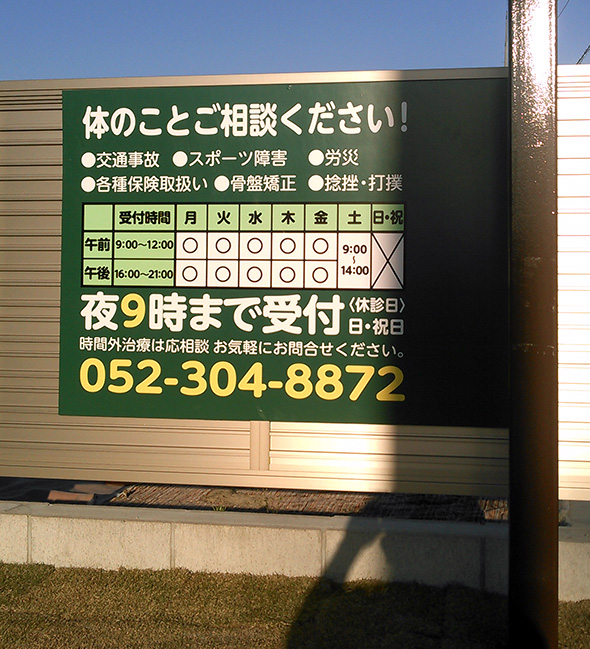 体のことご相談ください!
●交通事故 ●スポーツ障害 ●労災
●各種保険取扱い ●骨盤矯正 ●捻挫・打撲
受付時間 月 火 水 木 金 土 日・祝
午前 9:00〜12:00 ○ ○ ○ ○ ○ 9:00〜14:00 ×
午後 16:00〜21:00 ○ ○ ○ ○ ○
夜9時まで受付 〈休診日〉日・祝日
時間外治療は応相談 お気軽にお問合せください。
052-304-8872